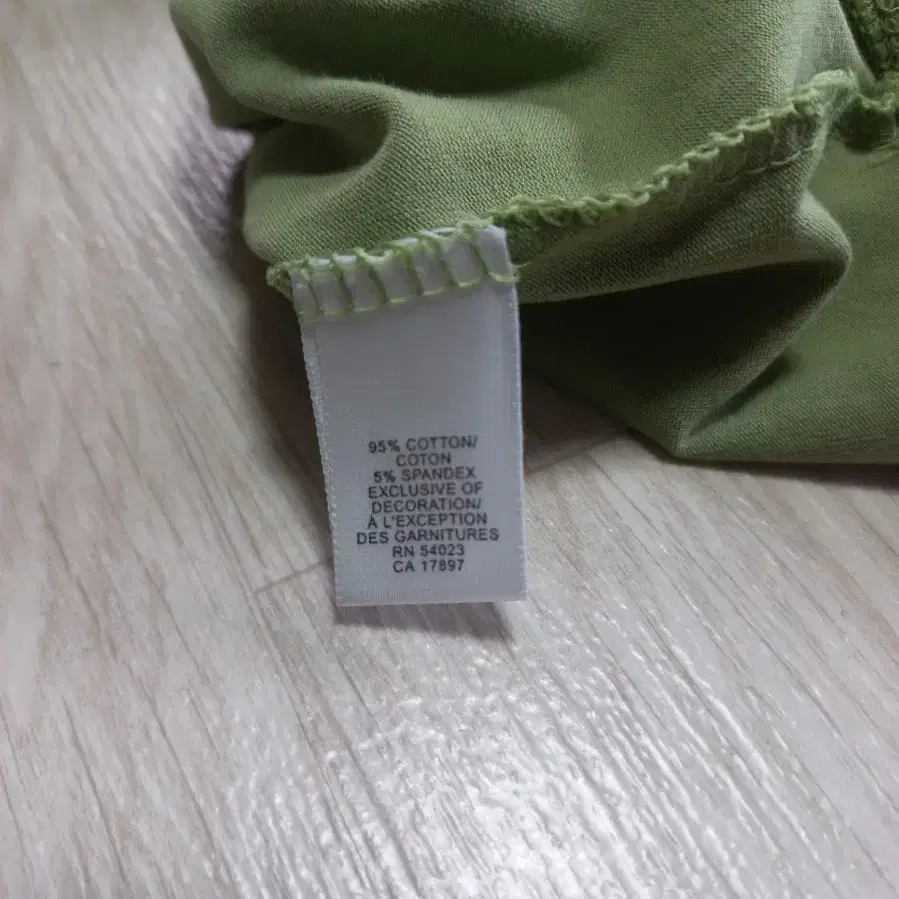 95% COTTON/
COTON
5% SPANDEX
EXCLUSIVE OF
DECORATION/
À L'EXCEPTION
DES GARNITURES
RN 54023
CA 17897